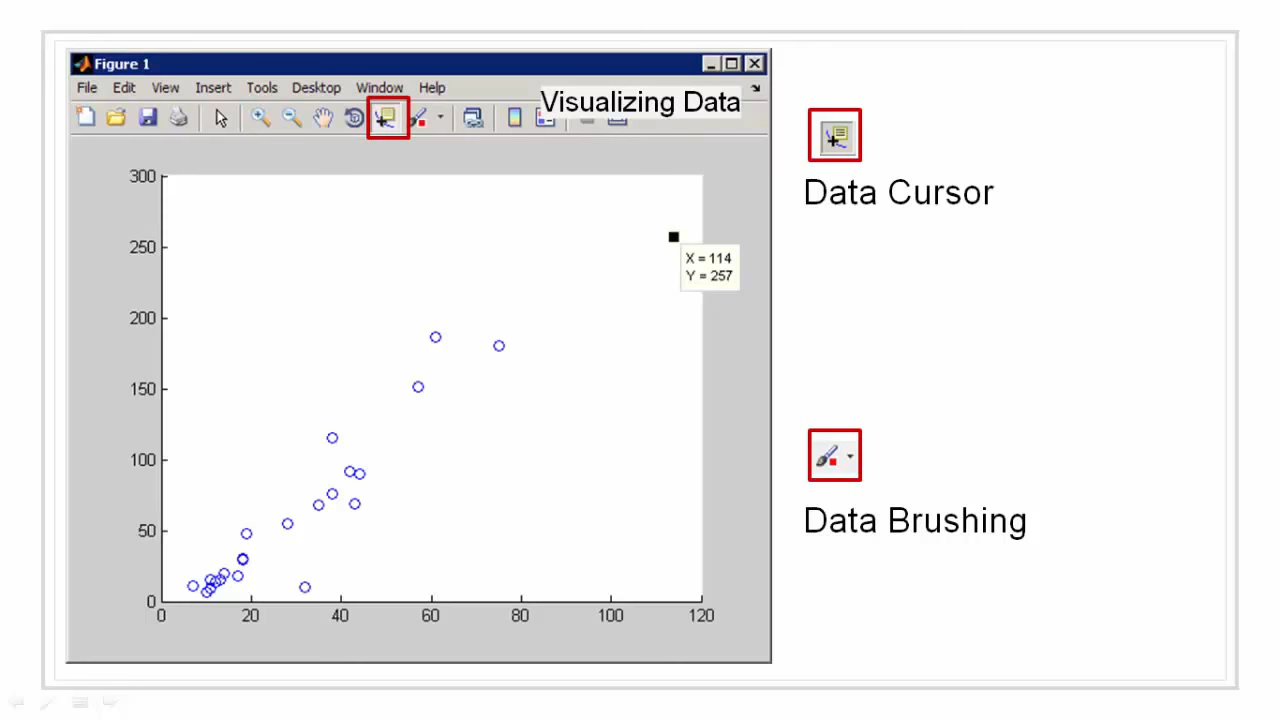 Figure 1
File Edit View Insert Tools Desktop Window Help
Visualizing Data
Data Cursor
300
250
X = 114
Y = 257
200
150
100
50
0
0 20 40 60 80 100 120
Data Brushing